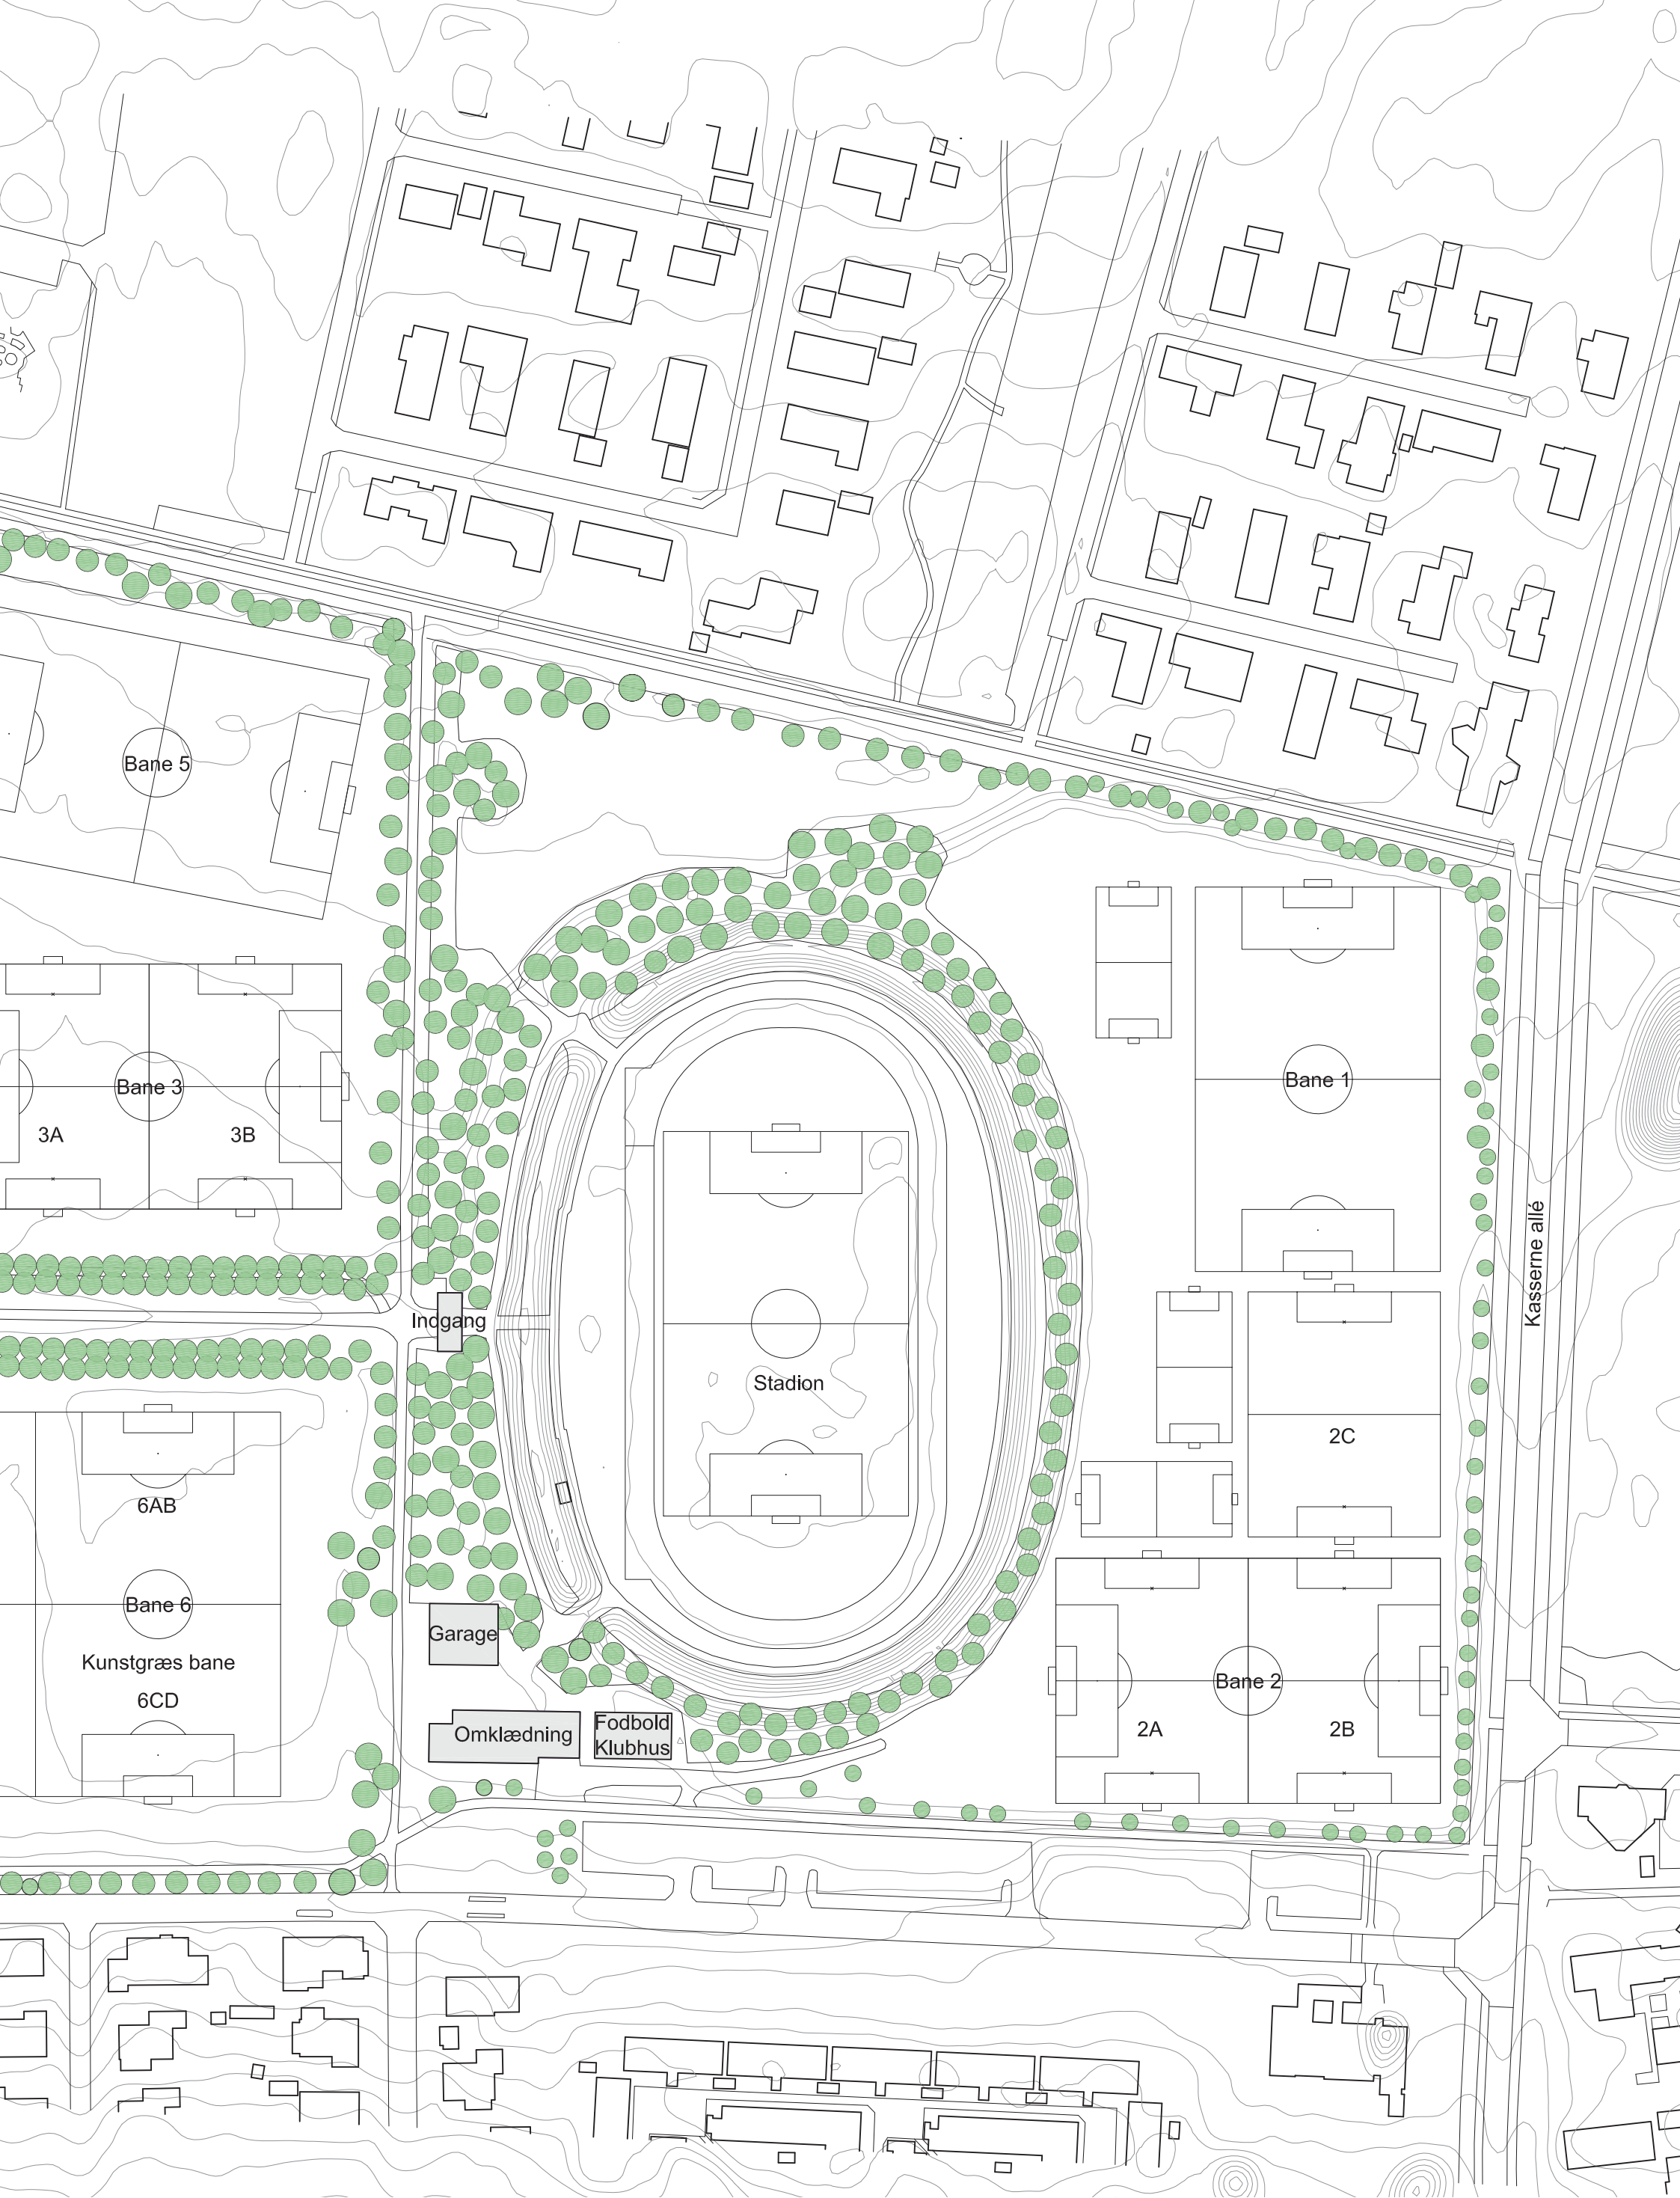 Bane 5
Bane 3
3A
3B
Bane 1
Kasserne allé
Indgang
Stadion
2C
6AB
Bane 6
Kunstgræs bane
6CD
Garage
Omklædning
Fodbold
Klubhus
Bane 2
2A
2B